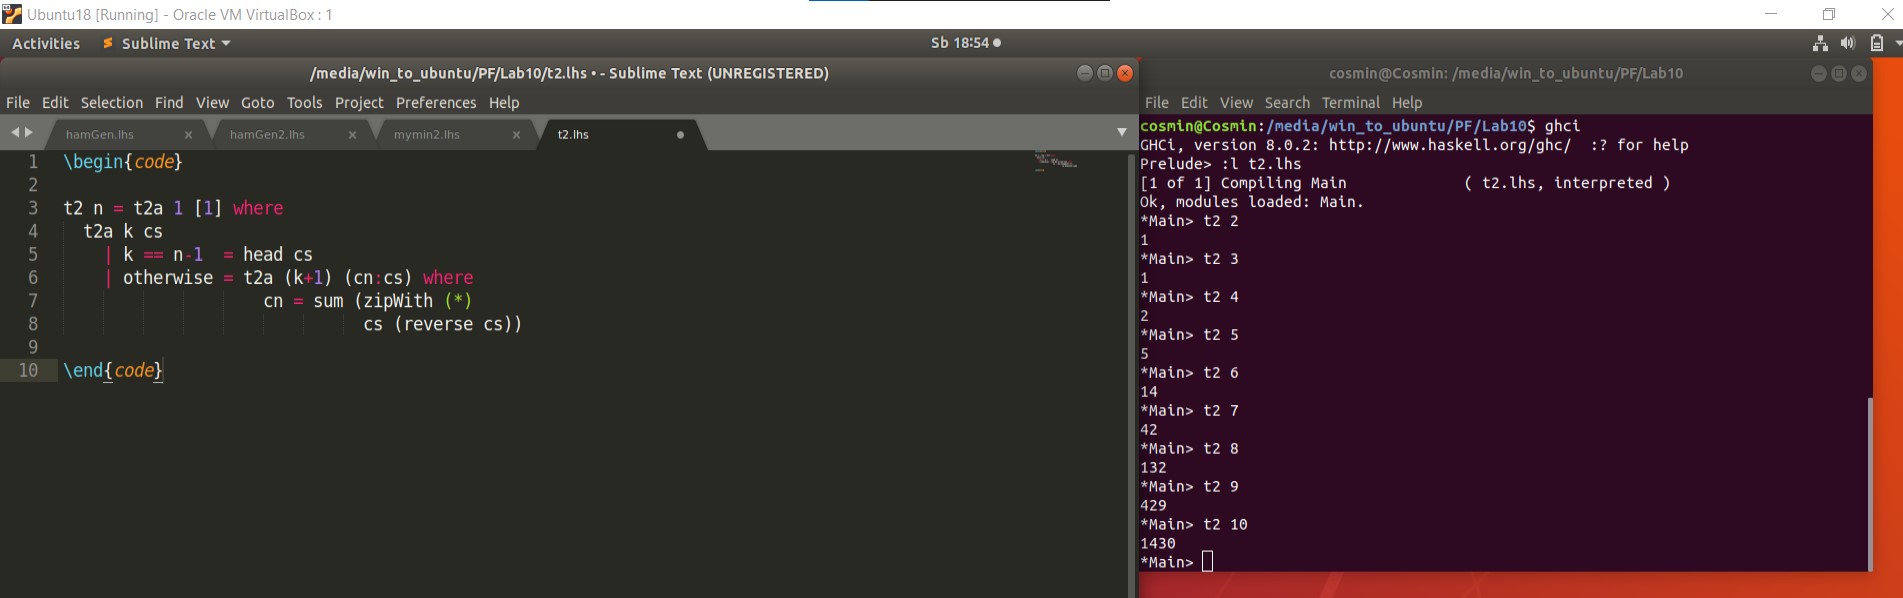 Ubuntu18 [Running] - Oracle VM VirtualBox : 1
Activities Sublime Text Sb 18:54
/media/win_to_ubuntu/PF/Lab10/t2.lhs • - Sublime Text (UNREGISTERED)
File Edit Selection Find View Goto Tools Project Preferences Help
hamGen.lhs hamGen2.lhs mymin2.lhs t2.lhs
1 \begin{code}
2
3 t2 n = t2a 1 [1] where
4 t2a k cs
5 | k == n-1 = head cs
6 | otherwise = t2a (k+1) (cn:cs) where
7 cn = sum (zipWith (*)
8 cs (reverse cs))
9
10 \end{code}
cosmin@Cosmin: /media/win_to_ubuntu/PF/Lab10
File Edit View Search Terminal Help
cosmin@Cosmin:/media/win_to_ubuntu/PF/Lab10$ ghci
GHCi, version 8.0.2: http://www.haskell.org/ghc/ :? for help
Prelude> :l t2.lhs
[1 of 1] Compiling Main ( t2.lhs, interpreted )
Ok, modules loaded: Main.
*Main> t2 2
1
*Main> t2 3
1
*Main> t2 4
2
*Main> t2 5
5
*Main> t2 6
14
*Main> t2 7
42
*Main> t2 8
132
*Main> t2 9
429
*Main> t2 10
1430
*Main>